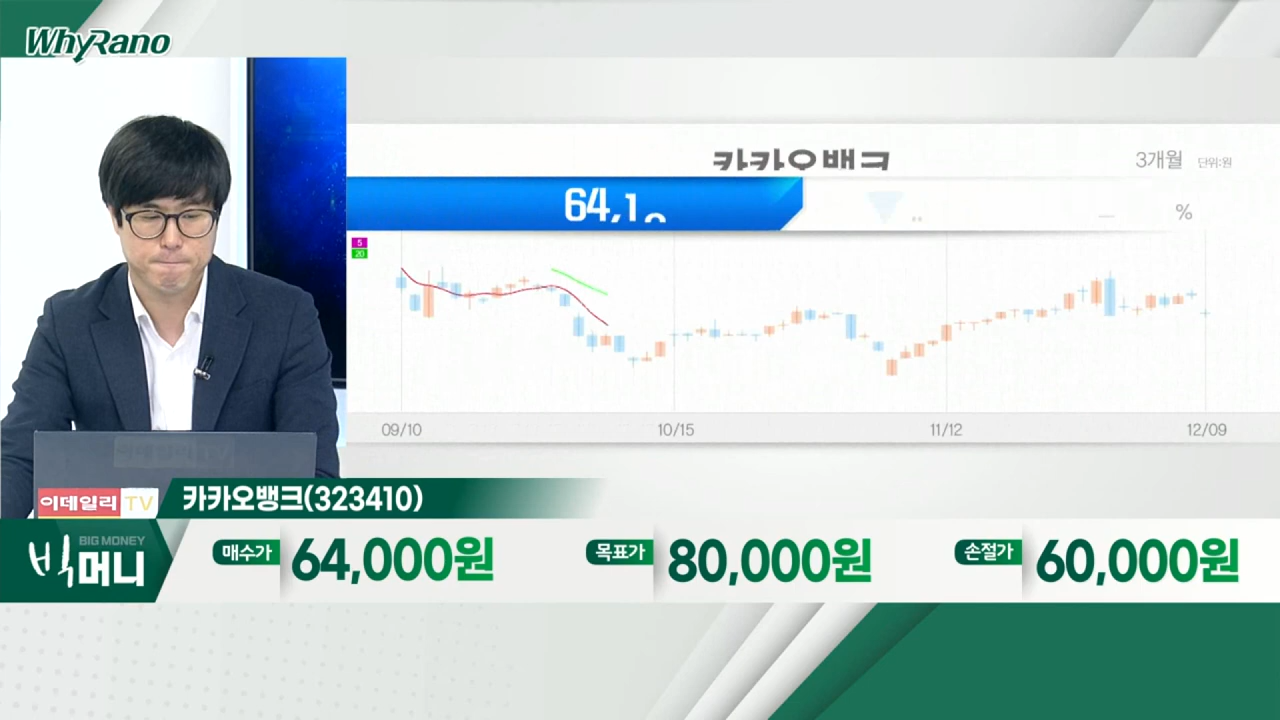 WhyRano
카카오뱅크
3개월 단위:원
64,1
%
5
20
09/10 10/15 11/12 12/09
이데일리 TV
카카오뱅크(323410)
빅머니 BIG MONEY
매수가 64,000원 목표가 80,000원 손절가 60,000원